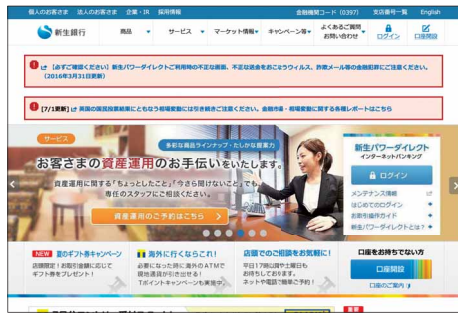 個人のお客さま 法人のお客さま 企業・IR 採用情報 金融機関コード（0397） 支店番号一覧 English
新生銀行 商品 サービス マーケット情報 キャンペーン等 よくあるご質問 お問い合わせ ログイン 口座開設
【必ずご確認ください】新生パワーダイレクトご利用時の不正な画面、不正な送金をおこなうウィルス、詐欺メール等の金融犯罪にご注意ください。
（2016年3月31日更新）
【7/1更新】 英国の国民投票結果にともなう相場変動には引き続きご注意ください。金融市場・相場変動に関する各種レポートはこちら
サービス
多彩な商品ラインナップ・たしかな提案力
お客さまの資産運用のお手伝いをいたします。
資産運用に関する「ちょっとしたこと」「今さら聞けないこと」でも、
専任のスタッフにご相談ください。
資産運用のご予約はこちら
新生パワーダイレクト
インターネットバンキング
ログイン
メンテナンス情報
はじめてのログイン
お取引操作ガイド
新生パワーダイレクトとは？
NEW 夏のギフト券キャンペーン
店頭限定！お取引金額に応じて
ギフト券をプレゼント！
海外に行くならこれ！
必要になった時に海外のATMで
現地通貨が引き出せる！
Tポイントキャンペーンも実施中
店頭でのご相談をお気軽に！
平日17時以降や土曜日も
お待ちしております。
ネットや電話で簡単ご予約！
口座をお持ちでない方
口座開設
口座のご案内
重要